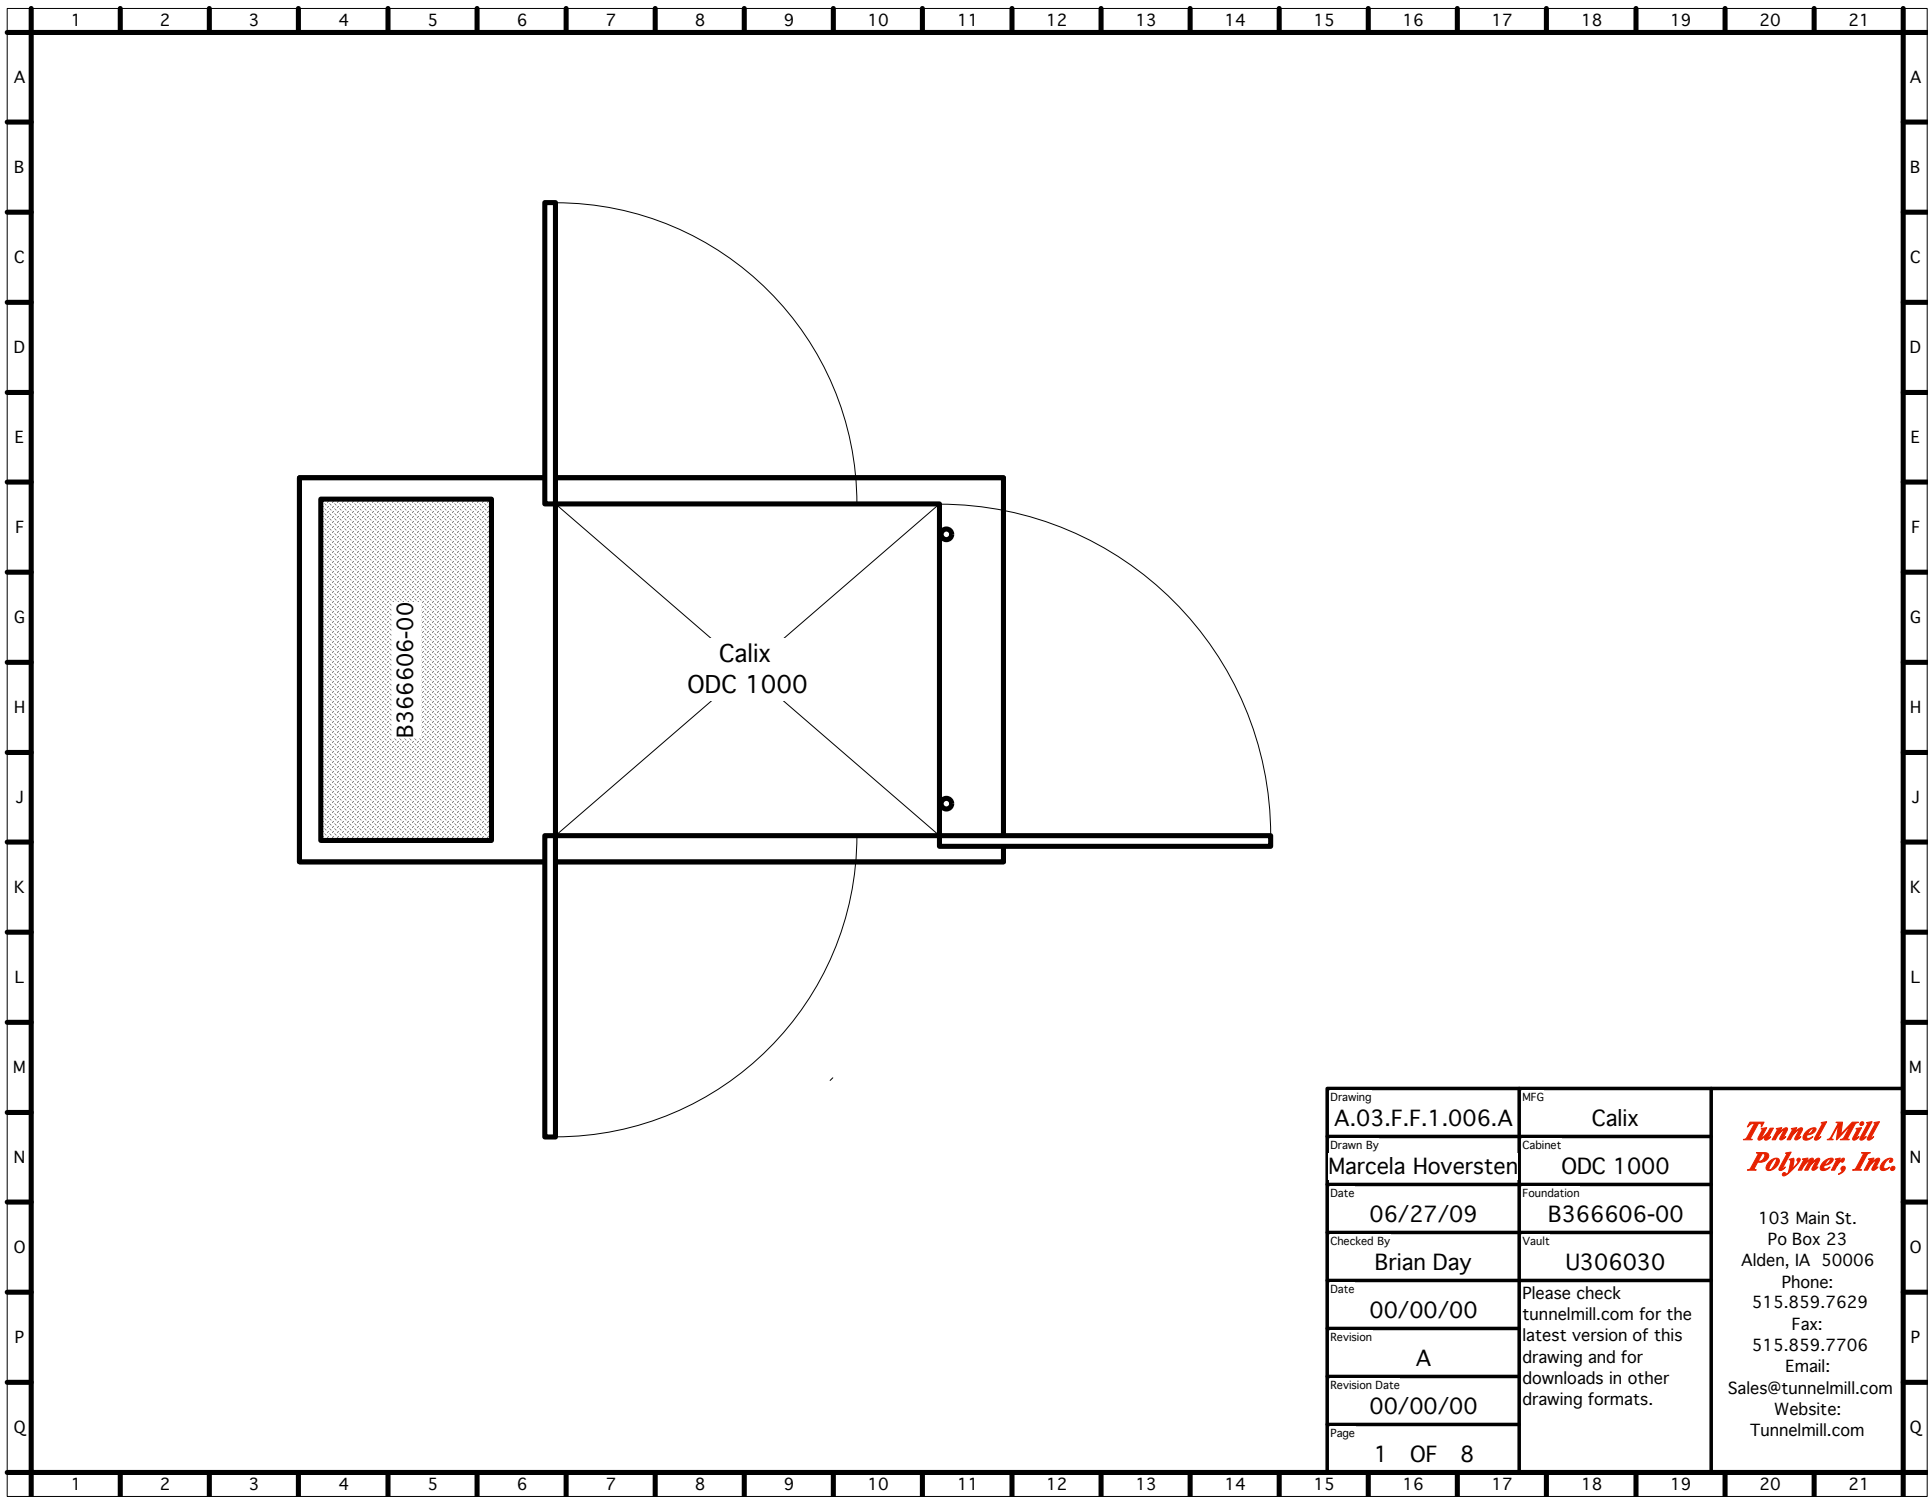 1 2 3 4 5 6 7 8 9 10 11 12 13 14 15 16 17 18 19 20 21
A A
B B
C C
D D
E E
F F
G G
H H
J J
K K
L L
M M
N N
O O
P P
Q Q
B366606-00
Calix
ODC 1000
Drawing
A.03.F.F.1.006.A
MFG
Calix
Drawn By
Marcela Hoversten
Cabinet
ODC 1000
Date
06/27/09
Foundation
B366606-00
Checked By
Brian Day
Vault
U306030
Date
00/00/00
Revision
A
Revision Date
00/00/00
Page
1 OF 8
Please check
tunnelmill.com for the
latest version of this
drawing and for
downloads in other
drawing formats.
Tunnel Mill
Polymer, Inc.
103 Main St.
Po Box 23
Alden, IA 50006
Phone:
515.859.7629
Fax:
515.859.7706
Email:
Sales@tunnelmill.com
Website:
Tunnelmill.com
1 2 3 4 5 6 7 8 9 10 11 12 13 14 15 16 17 18 19 20 21